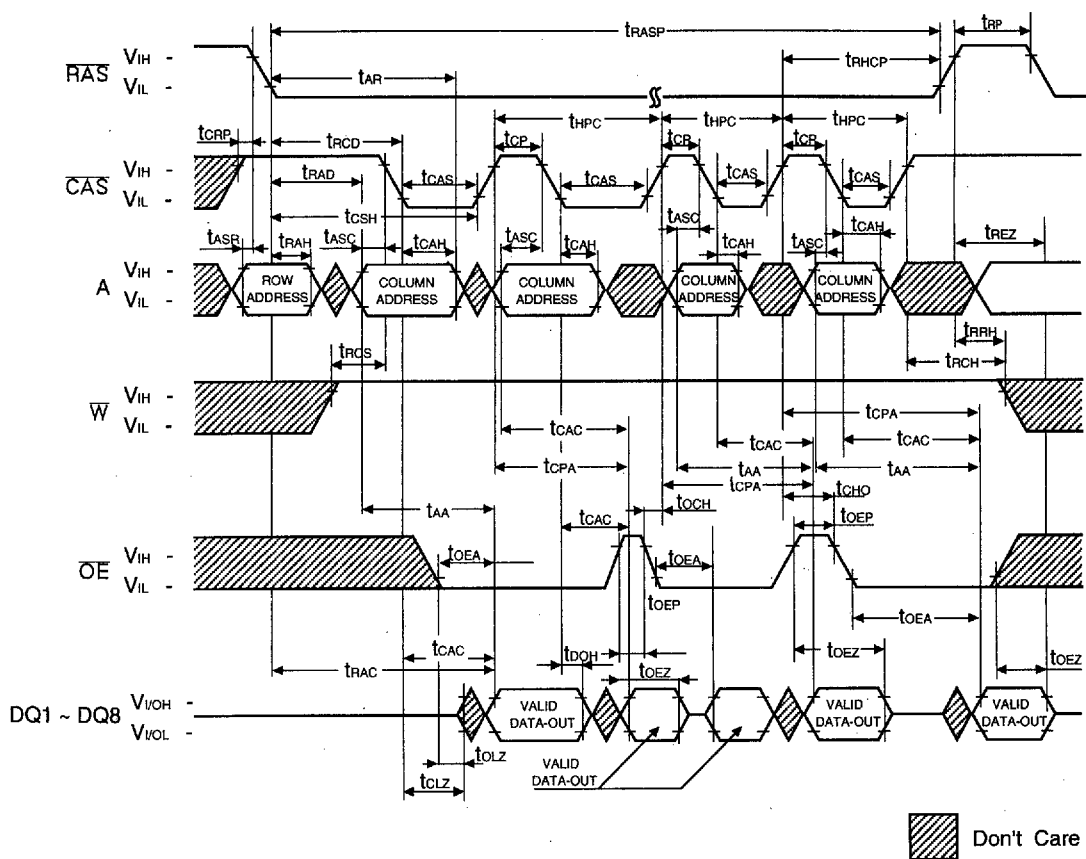 tRASP
tRP
RAS
VIH -
VIL -
tAR
tRHCP
tCRP
tRCD
tHPC
tHPC
tHPC
tCP
tCP
tCP
CAS
VIH -
VIL -
tRAD
tCAS
tCAS
tCAS
tCAS
tCSH
tASR
tRAH
tASC
tCAH
tASC
tCAH
tASC
tCAH
tASC
tCAH
tREZ
A
VIH -
VIL -
ROW ADDRESS
COLUMN ADDRESS
COLUMN ADDRESS
COLUMN ADDRESS
COLUMN ADDRESS
tRCS
tRRH
tRCH
W
VIH -
VIL -
tCPA
tCAC
tCAC
tCAC
tCPA
tAA
tAA
tCPA
tAA
tOCH
tCHO
tCAC
tOEP
OE
VIH -
VIL -
tOEA
tOEA
tOEP
tOEA
tCAC
tRAC
tDOH
tOEZ
tOEZ
tOEZ
DQ1 ~ DQ8
VI/OH -
VI/OL -
VALID DATA-OUT
VALID DATA-OUT
VALID DATA-OUT
tOLZ
tCLZ
VALID DATA-OUT
Don't Care